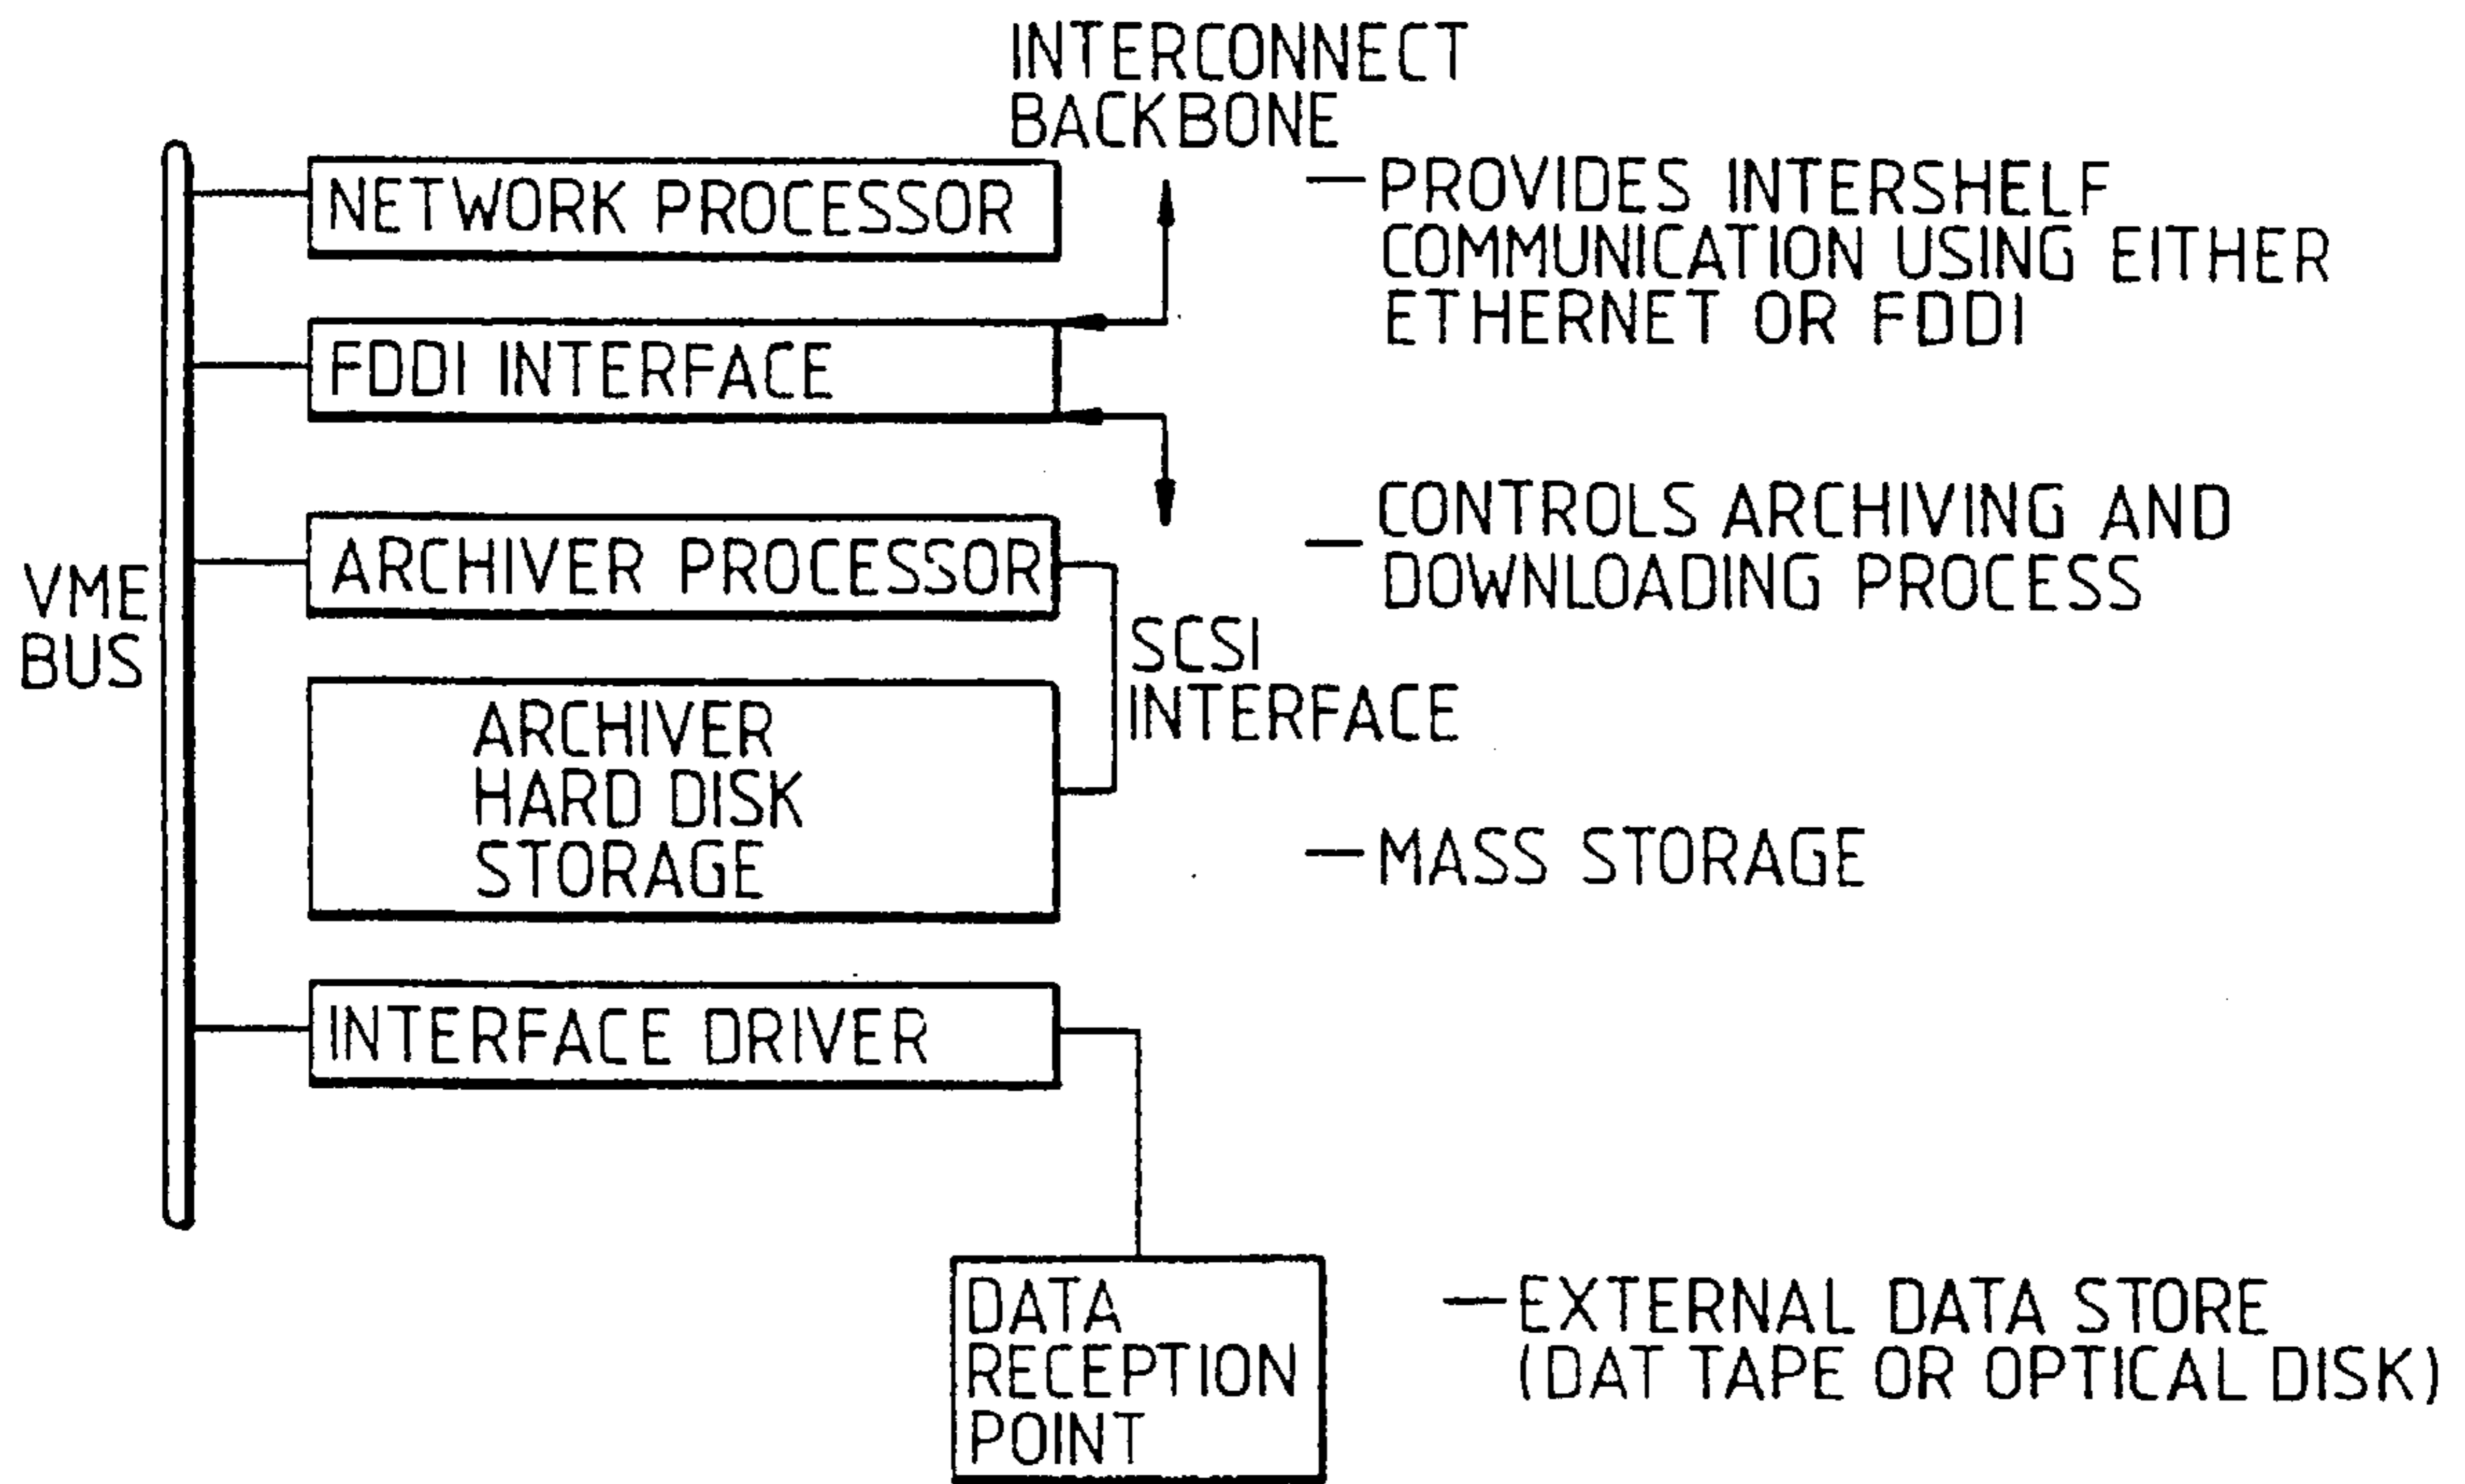 INTERCONNECT
BACKBONE
NETWORK PROCESSOR
— PROVIDES INTERSHELF
COMMUNICATION USING EITHER
ETHERNET OR FDDI
FDDI INTERFACE
VME
BUS
ARCHIVER PROCESSOR
— CONTROLS ARCHIVING AND
DOWNLOADING PROCESS
SCSI
INTERFACE
ARCHIVER
HARD DISK
STORAGE
— MASS STORAGE
INTERFACE DRIVER
DATA
RECEPTION
POINT
— EXTERNAL DATA STORE
(DAT TAPE OR OPTICAL DISK)